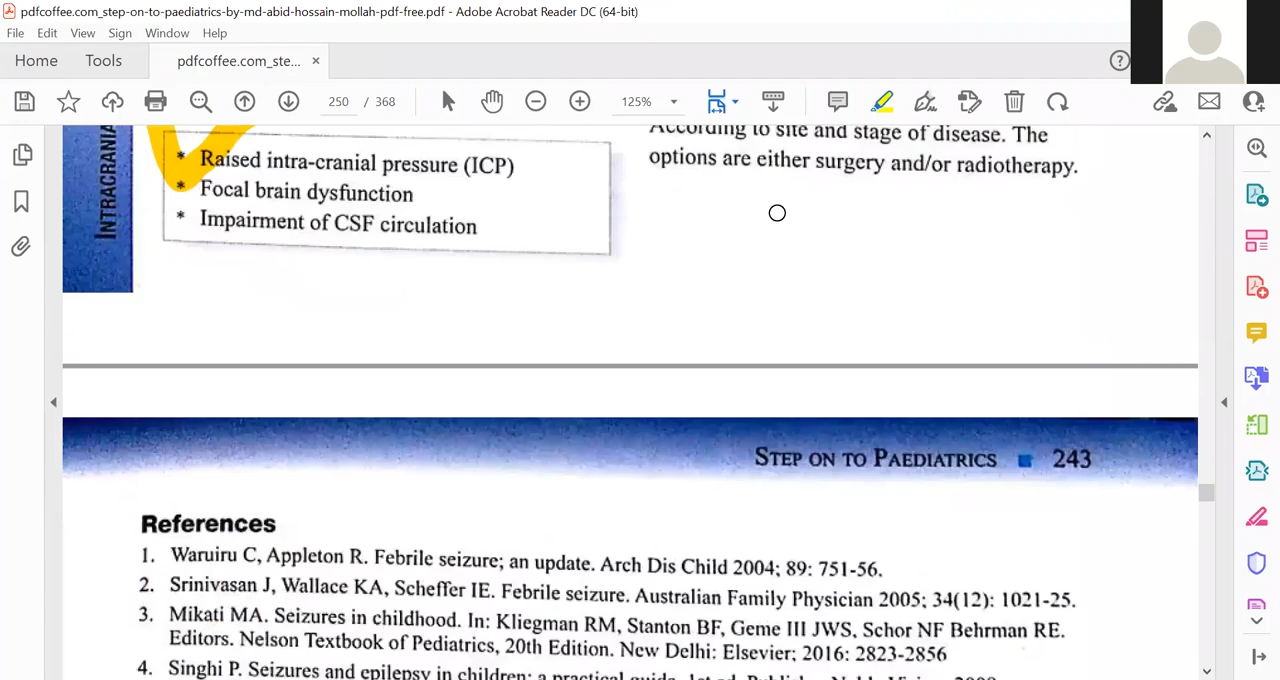 pdfcoffee.com_step-on-to-paediatrics-by-md-abid-hossain-mollah-pdf-free.pdf - Adobe Acrobat Reader DC (64-bit)
File Edit View Sign Window Help
Home Tools pdfcoffee.com_ste... ×
250 / 368 125%
INTRACRANIA
* Raised intra-cranial pressure (ICP)
* Focal brain dysfunction
* Impairment of CSF circulation
According to site and stage of disease. The
options are either surgery and/or radiotherapy.
STEP ON TO PAEDIATRICS ■ 243
References
1. Waruiru C, Appleton R. Febrile seizure; an update. Arch Dis Child 2004; 89: 751-56.
2. Srinivasan J, Wallace KA, Scheffer IE. Febrile seizure. Australian Family Physician 2005; 34(12): 1021-25.
3. Mikati MA. Seizures in childhood. In: Kliegman RM, Stanton BF, Geme III JWS, Schor NF Behrman RE.
Editors. Nelson Textbook of Pediatrics, 20th Edition. New Delhi: Elsevier; 2016: 2823-2856
4. Singhi P. Seizures and epilepsy in children: a practical guide.